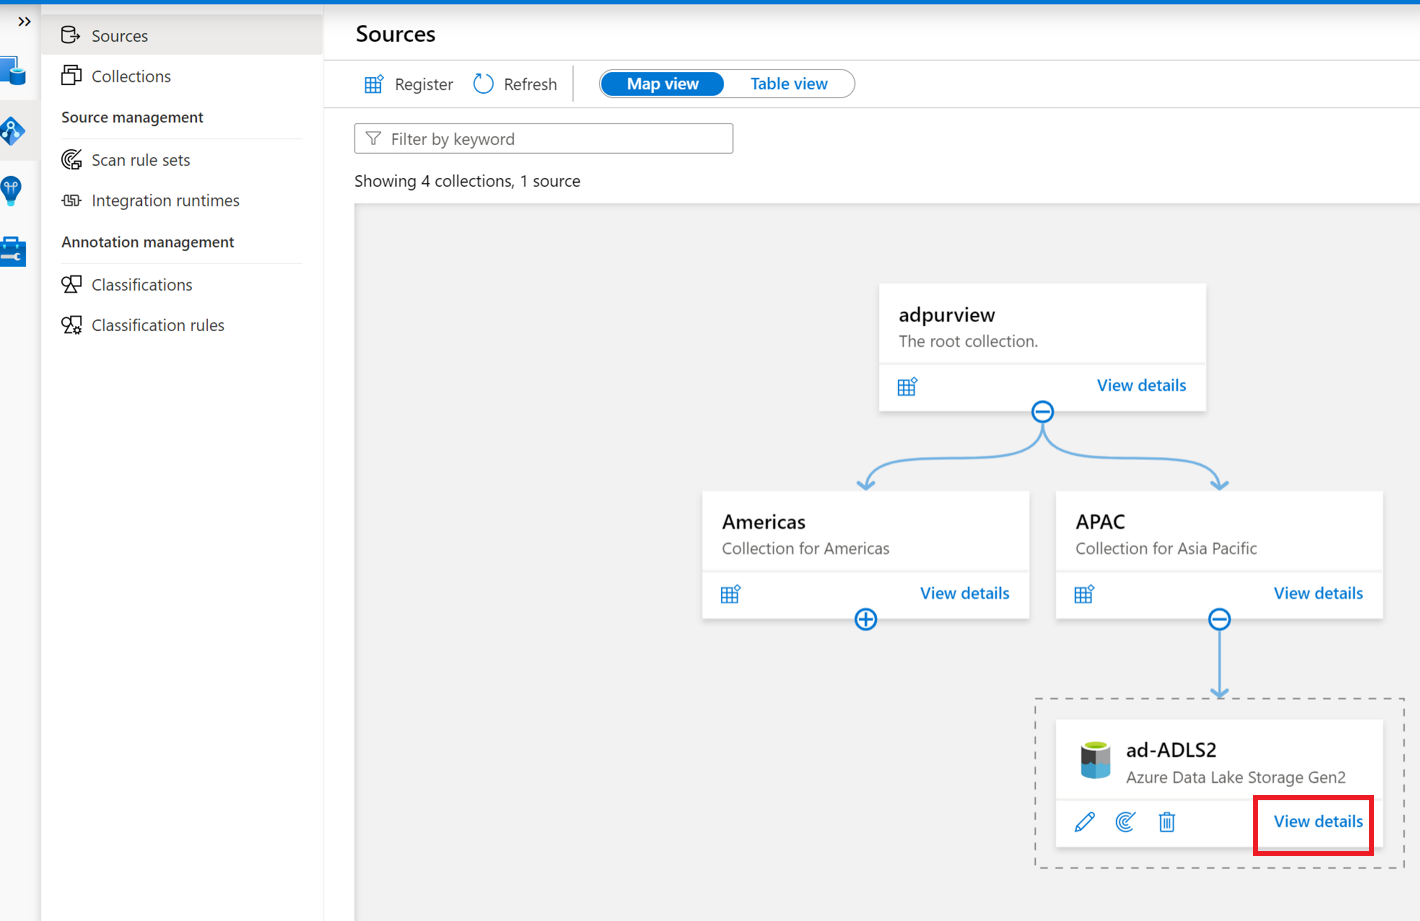 Sources
Collections
Source management
Scan rule sets
Integration runtimes
Annotation management
Classifications
Classification rules
Sources
Register
Refresh
Map view
Table view
Filter by keyword
Showing 4 collections, 1 source
adpurview
The root collection.
View details
Americas
Collection for Americas
View details
APAC
Collection for Asia Pacific
View details
ad-ADLS2
Azure Data Lake Storage Gen2
View details